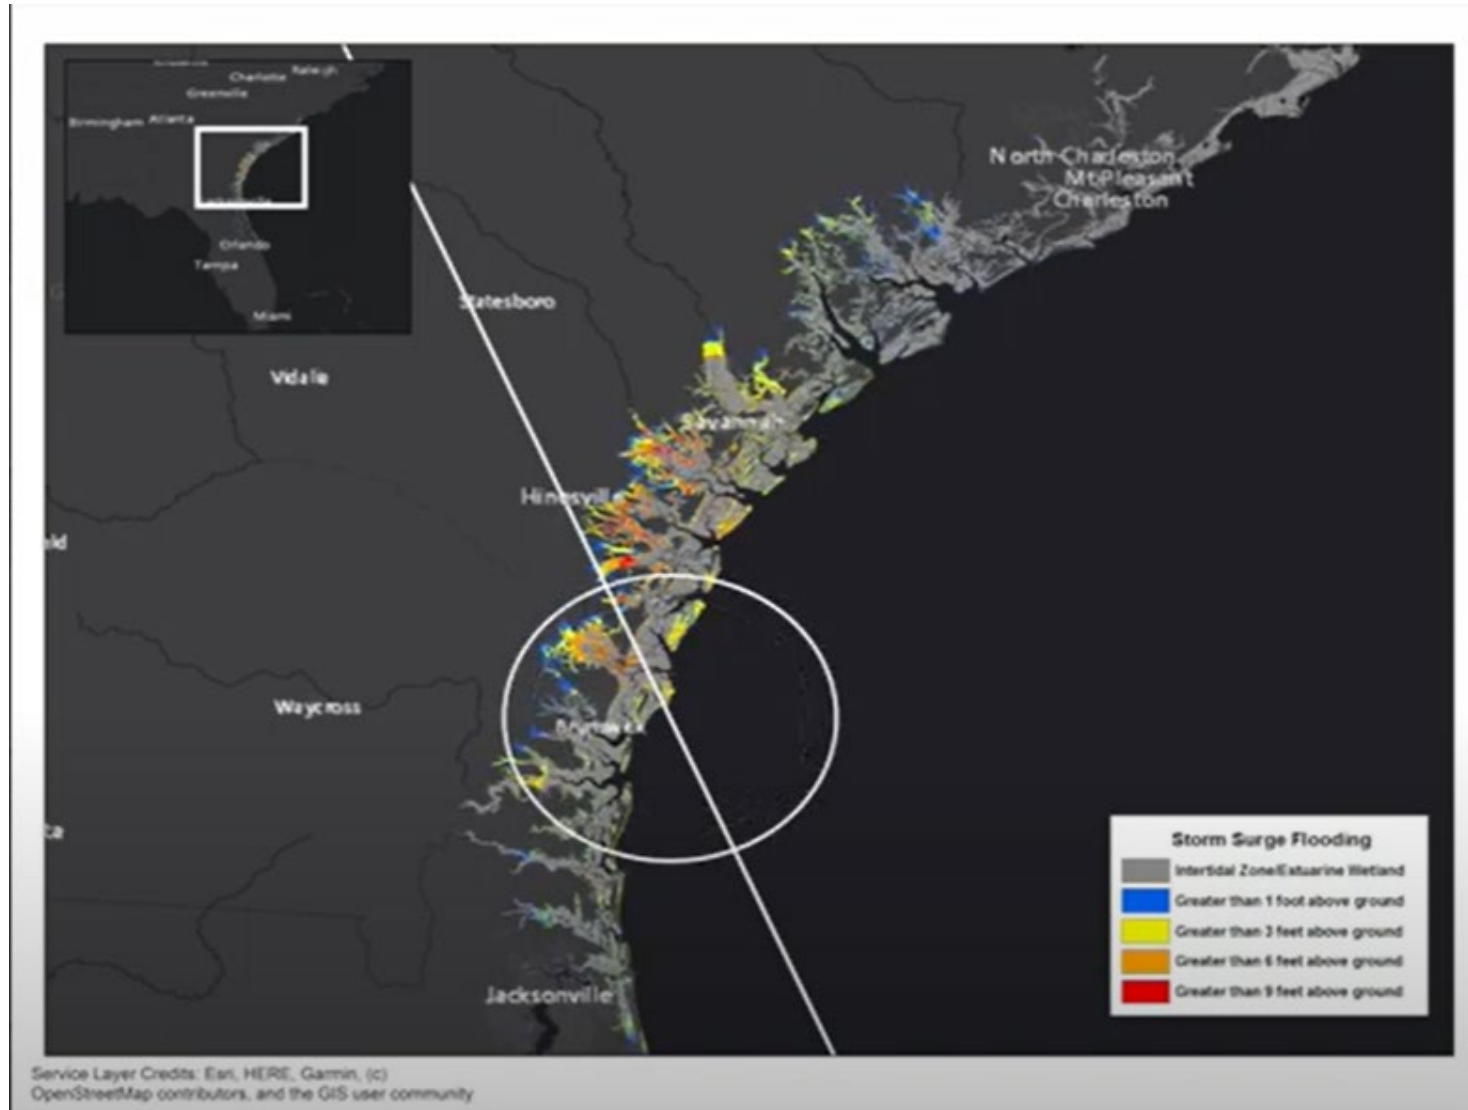 Charlotte
Raleigh
Greenville
Birmingham
Atlanta
Orlando
Tampa
Miami
North Charleston
Mt Pleasant
Charleston
Statesboro
Vidalia
Savannah
Hinesville
Waycross
Brunswick
Jacksonville
Storm Surge Flooding
Intertidal Zone/Estuarine Wetland
Greater than 1 foot above ground
Greater than 3 feet above ground
Greater than 6 feet above ground
Greater than 9 feet above ground
Service Layer Credits: Esri, HERE, Garmin, (c)
OpenStreetMap contributors, and the GIS user community